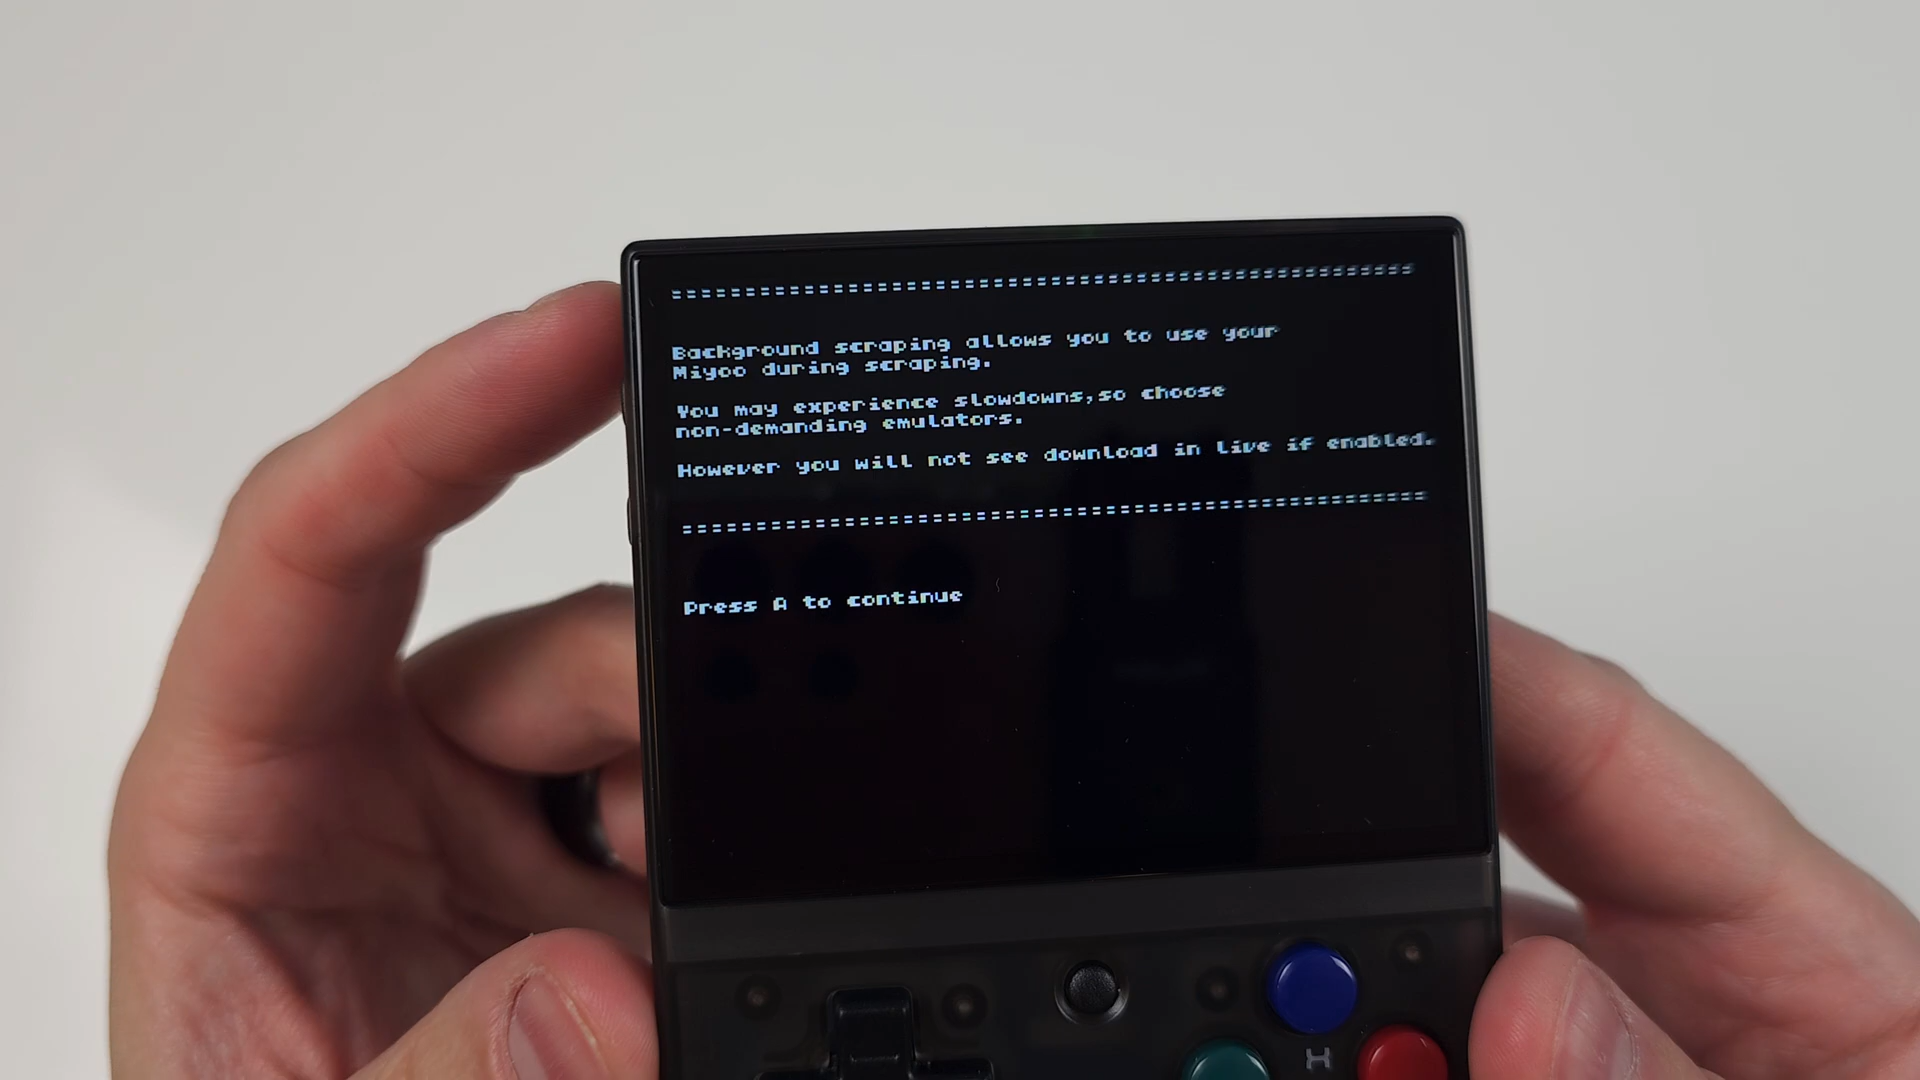 ==================================================
Background scraping allows you to use your
Miyoo during scraping.
You may experience slowdowns,so choose
non-demanding emulators.
However you will not see download in live if enabled.
==================================================
Press A to continue
X